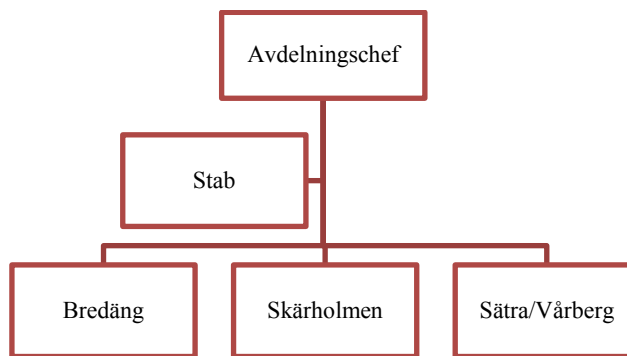 Avdelningschef
Stab
Bredäng
Skärholmen
Sätra/Vårberg